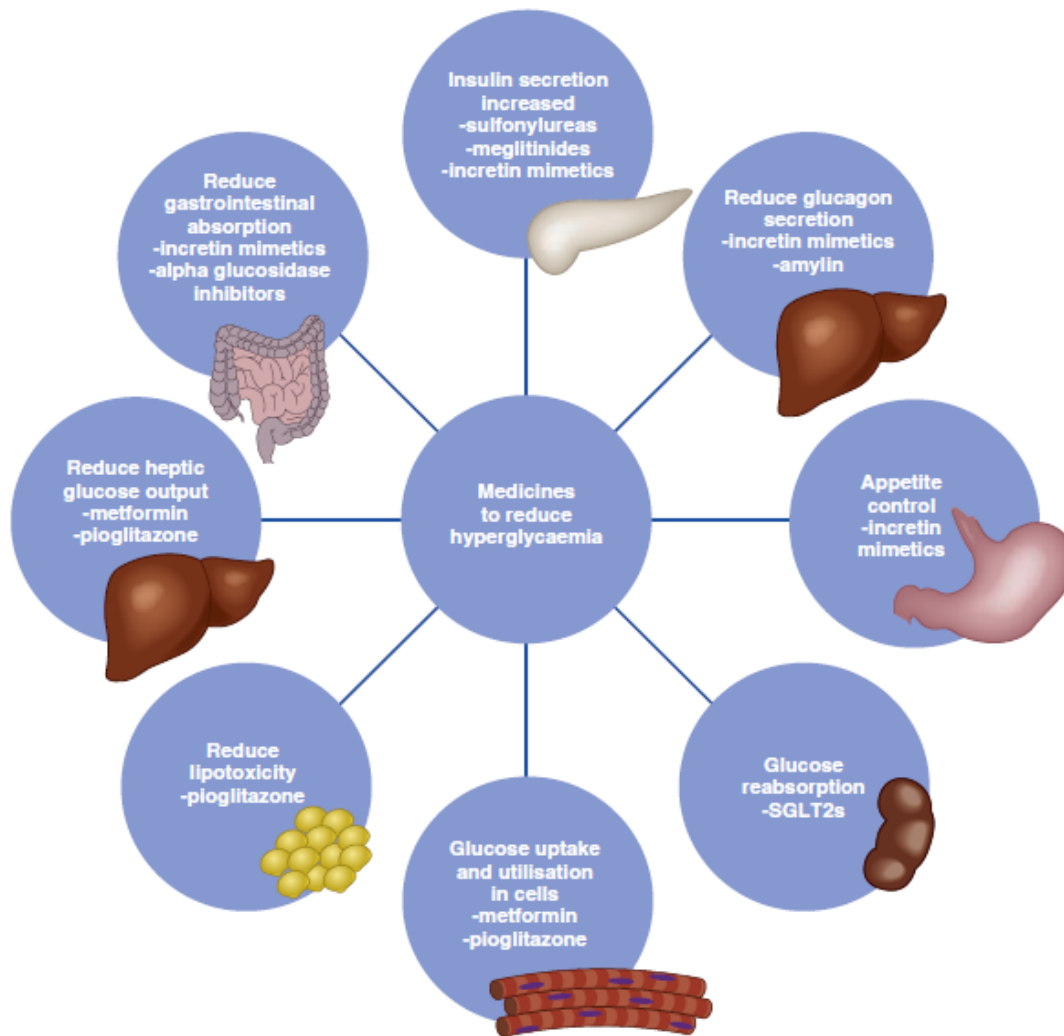 Insulin secretion
increased
-sulfonylureas
-meglitinides
-incretin mimetics
Reduce glucagon
secretion
-incretin mimetics
-amylin
Appetite
control
-incretin
mimetics
Glucose
reabsorption
-SGLT2s
Glucose uptake
and utilisation
in cells
-metformin
-pioglitazone
Reduce
lipotoxicity
-pioglitazone
Reduce heptic
glucose output
-metformin
-pioglitazone
Reduce
gastrointestinal
absorption
-incretin mimetics
-alpha glucosidase
inhibitors
Medicines
to reduce
hyperglycaemia